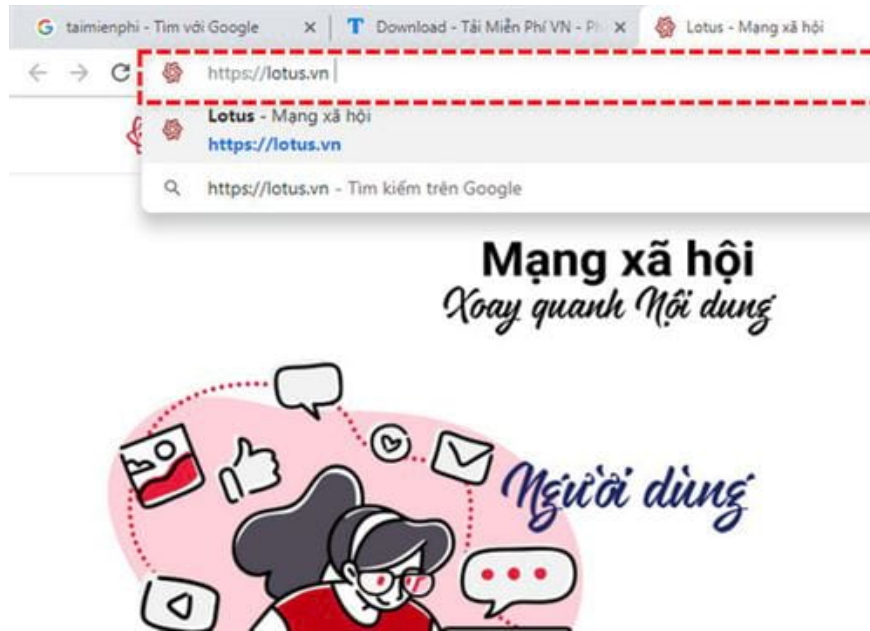 taimienphi - Tìm với Google
Download - Tải Miễn Phí VN - Ph
Lotus - Mạng xã hội
https://lotus.vn
Lotus - Mạng xã hội
https://lotus.vn
https://lotus.vn - Tìm kiếm trên Google
Mạng xã hội
Xoay quanh Nội dung
Người dùng